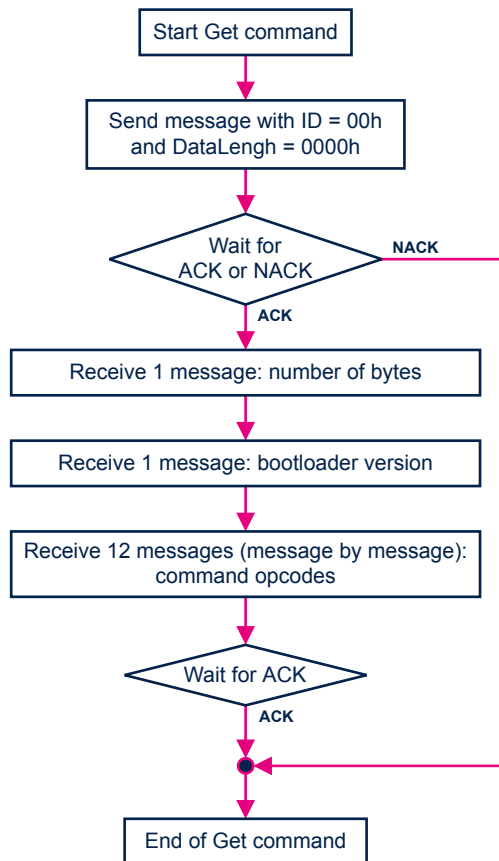 Start Get command
Send message with ID = 00h
and DataLengh = 0000h
Wait for
ACK or NACK
NACK
ACK
Receive 1 message: number of bytes
Receive 1 message: bootloader version
Receive 12 messages (message by message):
command opcodes
Wait for ACK
ACK
End of Get command